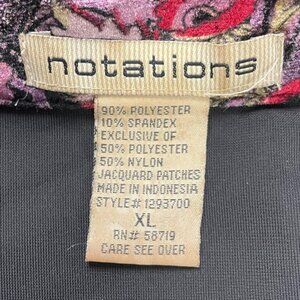 notations
90% POLYESTER
10% SPANDEX
EXCLUSIVE OF
50% POLYESTER
50% NYLON
JACQUARD PATCHES
MADE IN INDONESIA
STYLE# 1293700
XL
RN# 58719
CARE SEE OVER